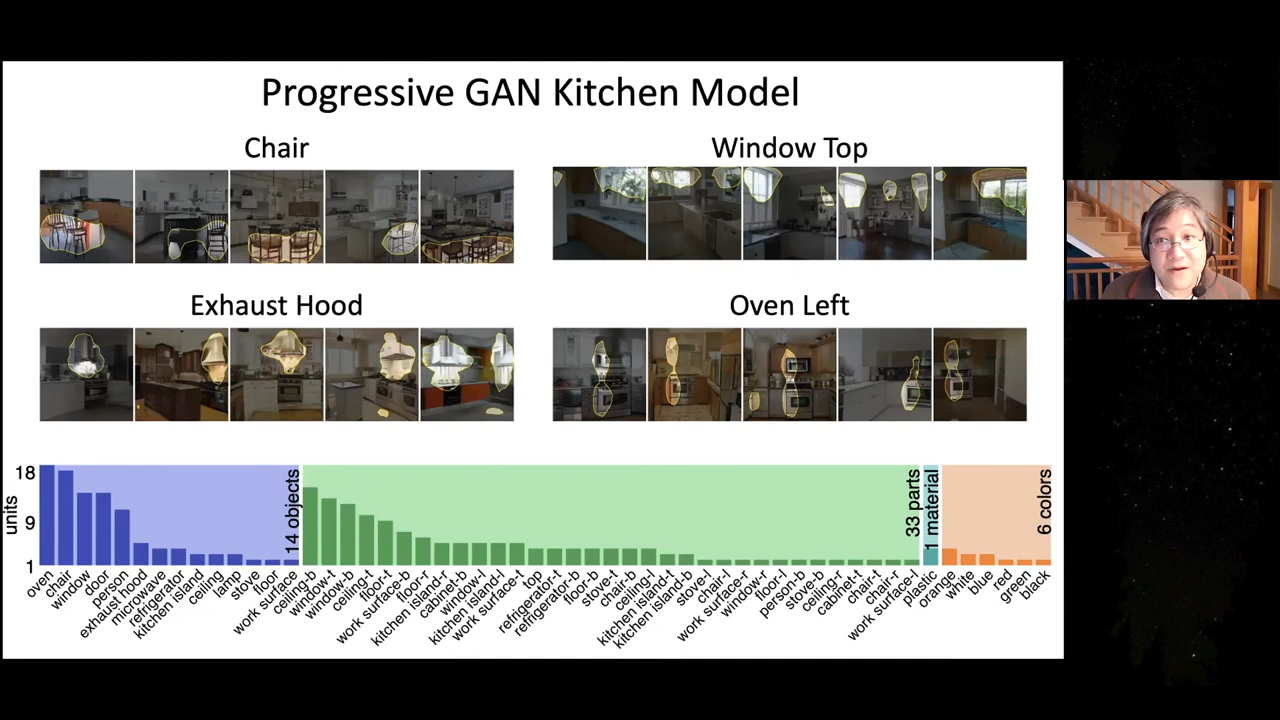 Progressive GAN Kitchen Model
Chair
Window Top
Exhaust Hood
Oven Left
18
9
1
units
14 objects
33 parts
1 material
6 colors
oven
chair
window
door
person
exhaust hood
microwave
refrigerator
kitchen island
ceiling
lamp
stove
floor
work surface
ceiling-b
window-t
window-b
ceiling-t
floor-t
work surface-b
floor-r
kitchen island-r
cabinet-b
window-l
kitchen island-l
work surface-t
top
refrigerator-t
refrigerator-b
floor-b
stove-t
chair-b
ceiling-l
kitchen island-t
kitchen island-b
stove-l
chair-l
work surface-r
window-r
floor-l
person-b
stove-b
ceiling-r
cabinet-t
chair-t
chair-r
work surface-l
plastic
orange
white
blue
red
green
black